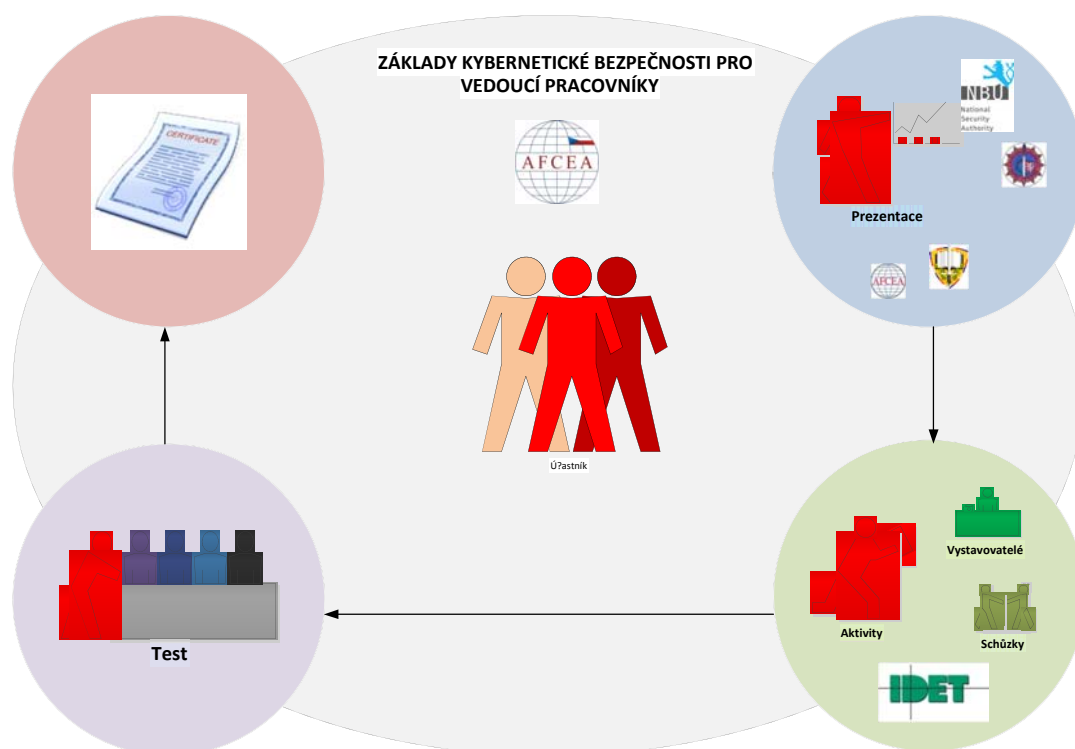 ZÁKLADY KYBERNETICKÉ BEZPEČNOSTI PRO
VEDOUCÍ PRACOVNÍKY
AFCEA
CERTIFICATE
NBÚ
National
Security
Authority
Prezentace
AFCEA
Ú?astník
Vystavovatelé
Aktivity
Schůzky
IDET
Test